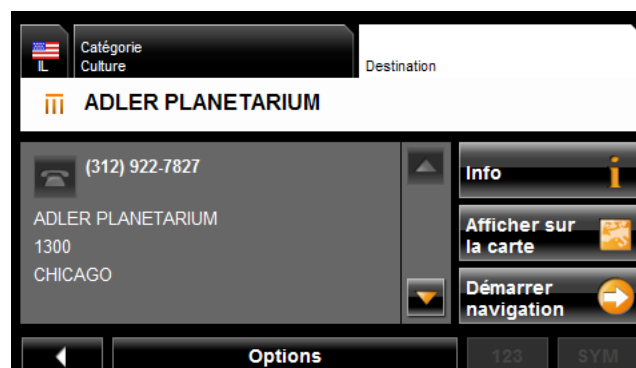 IL
Catégorie
Culture
Destination
ADLER PLANETARIUM
(312) 922-7827
ADLER PLANETARIUM
1300
CHICAGO
Info
Afficher sur
la carte
Démarrer
navigation
Options
123
SYM